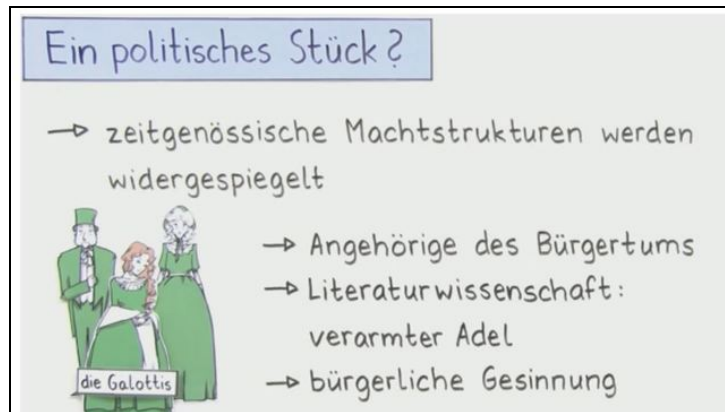 Ein politisches Stück?
→ zeitgenössische Machtstrukturen werden
widergespiegelt
→ Angehörige des Bürgertums
→ Literaturwissenschaft:
verarmter Adel
→ bürgerliche Gesinnung
die Galottis